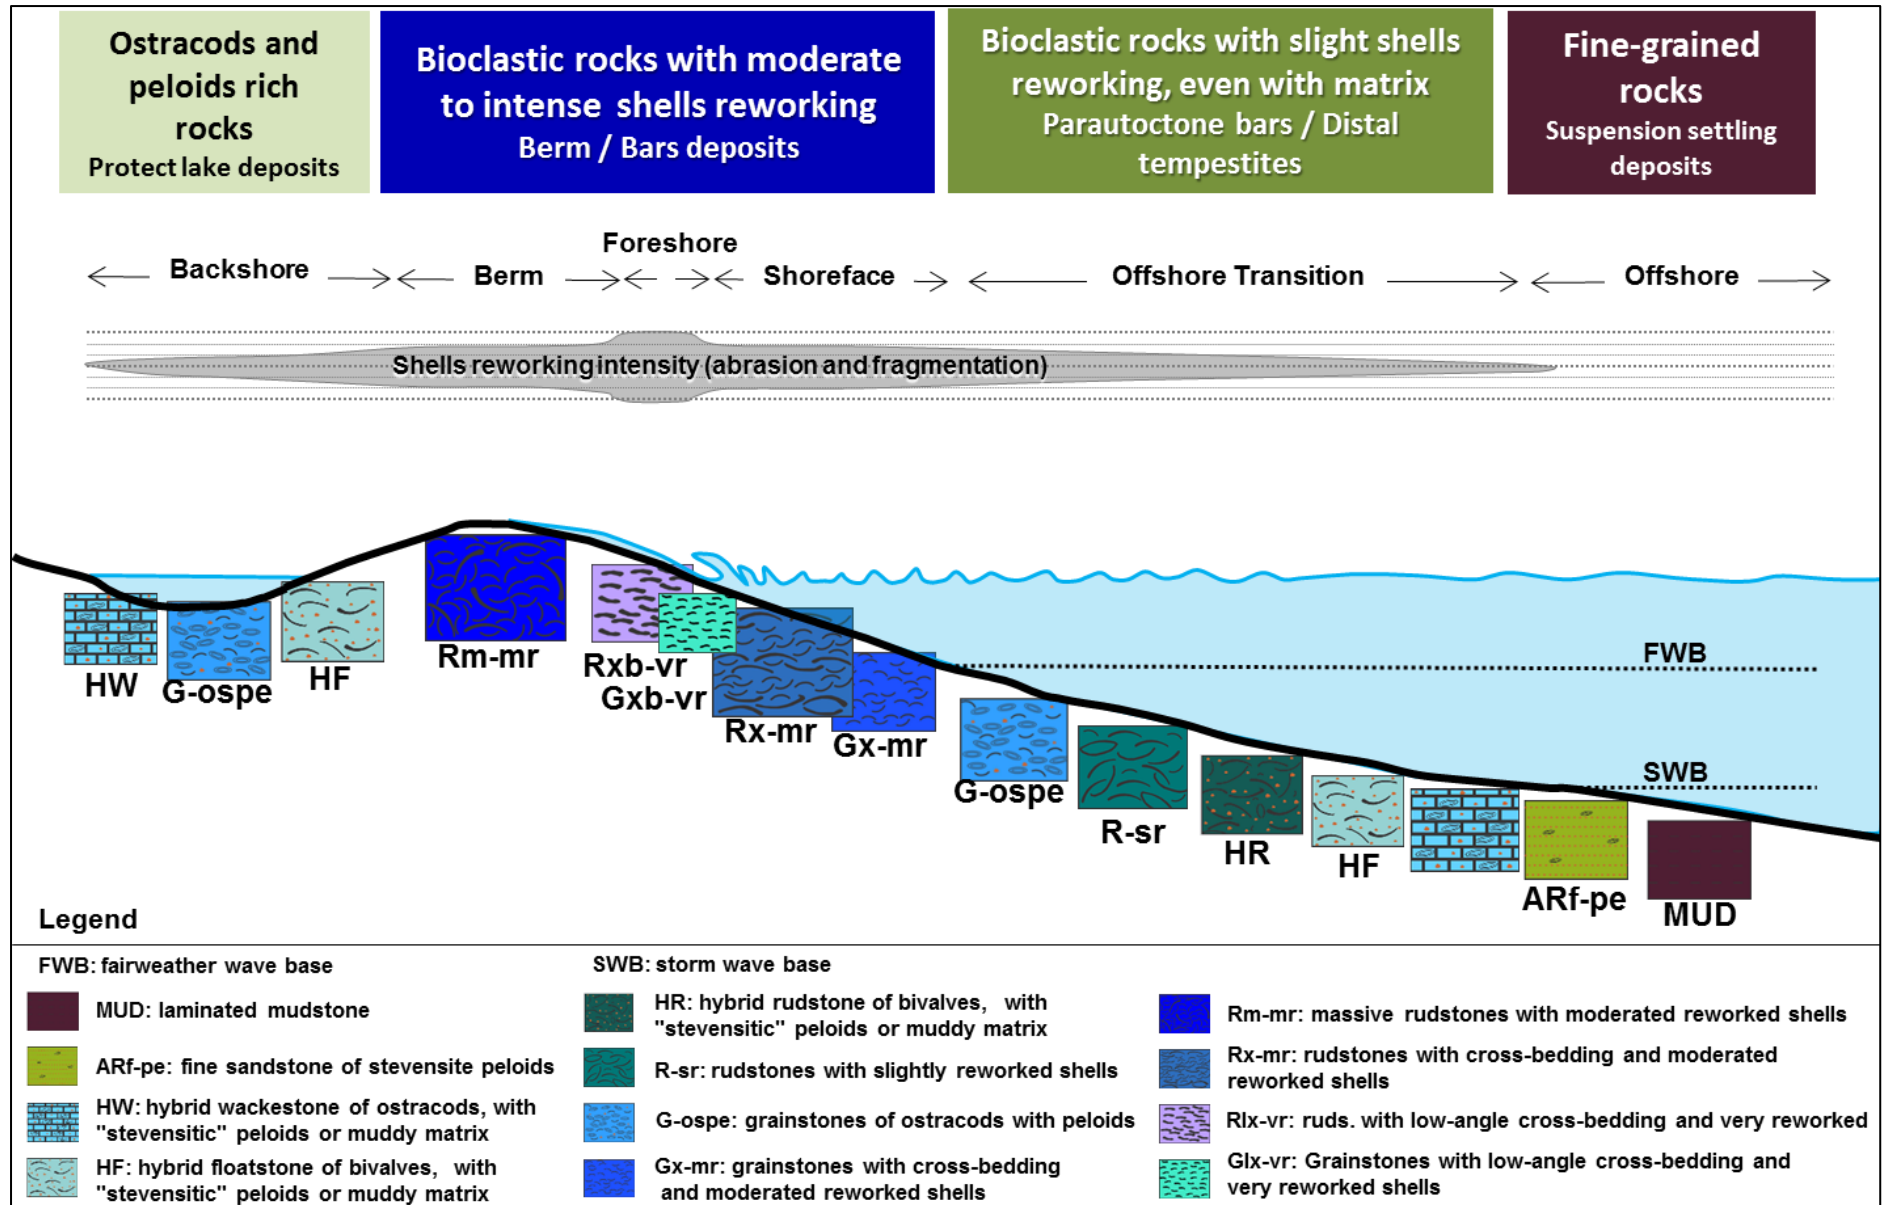 Ostracods and
peloids rich
rocks
Protect lake deposits
Bioclastic rocks with moderate
to intense shells reworking
Berm / Bars deposits
Bioclastic rocks with slight shells
reworking, even with matrix
Parautoctone bars / Distal
tempestites
Fine-grained
rocks
Suspension settling
deposits
Backshore
Berm
Foreshore
Shoreface
Offshore Transition
Offshore
Shells reworking intensity (abrasion and fragmentation)
FWB
SWB
HW
G-ospe
HF
Rm-mr
Rxb-vr
Gxb-vr
Rx-mr
Gx-mr
G-ospe
R-sr
HR
HF
ARf-pe
MUD
Legend
FWB: fairweather wave base
MUD: laminated mudstone
ARf-pe: fine sandstone of stevensite peloids
HW: hybrid wackestone of ostracods, with
"stevensitic" peloids or muddy matrix
HF: hybrid floatstone of bivalves, with
"stevensitic" peloids or muddy matrix
SWB: storm wave base
HR: hybrid rudstone of bivalves, with
"stevensitic" peloids or muddy matrix
R-sr: rudstones with slightly reworked shells
G-ospe: grainstones of ostracods with peloids
Gx-mr: grainstones with cross-bedding
and moderated reworked shells
Rm-mr: massive rudstones with moderated reworked shells
Rx-mr: rudstones with cross-bedding and moderated
reworked shells
Rlx-vr: ruds. with low-angle cross-bedding and very reworked
Glx-vr: Grainstones with low-angle cross-bedding and
very reworked shells